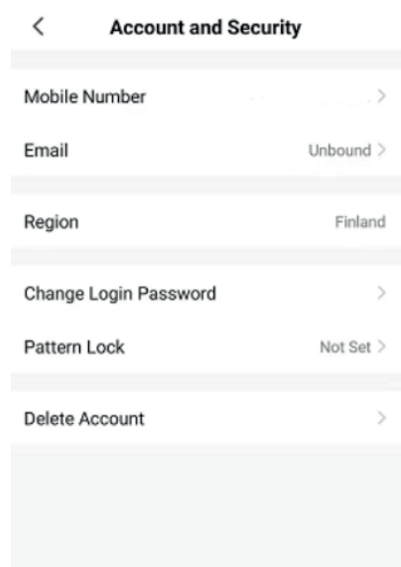 Account and Security
Mobile Number
Email Unbound
Region Finland
Change Login Password
Pattern Lock Not Set
Delete Account